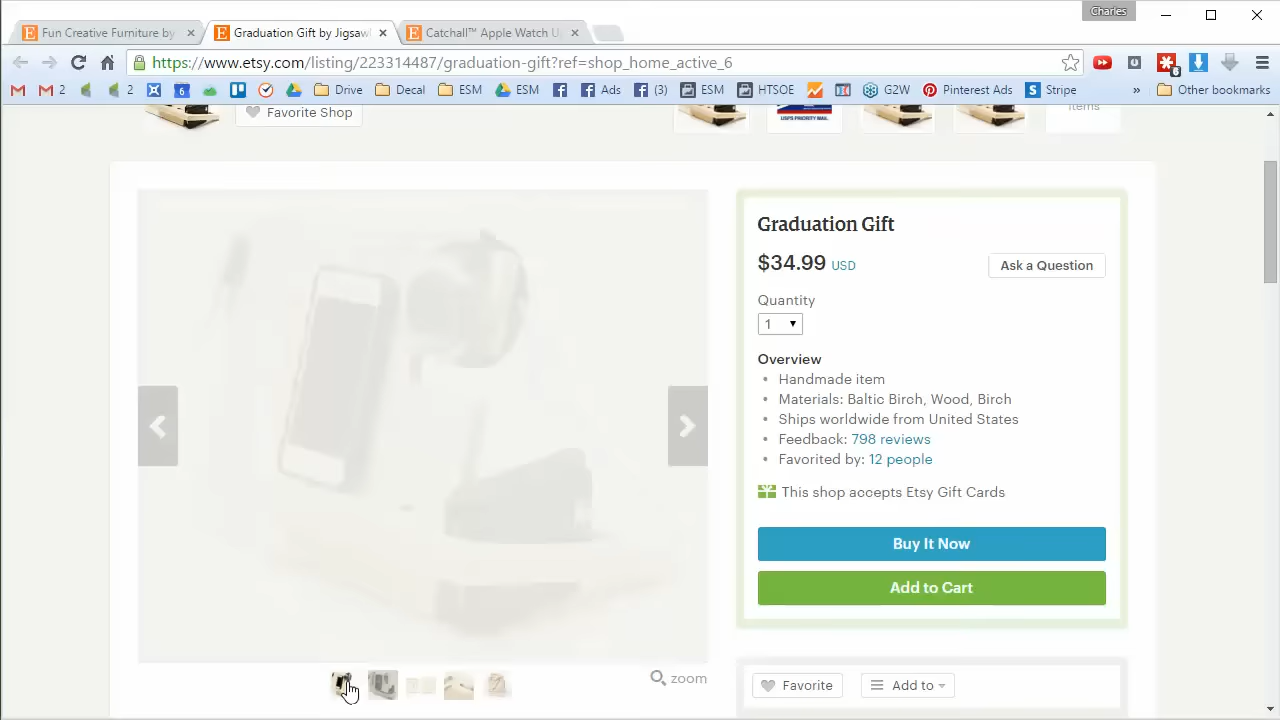 Charles
Fun Creative Furniture by
Graduation Gift by Jigsaw
Catchall™ Apple Watch U
https://www.etsy.com/listing/223314487/graduation-gift?ref=shop_home_active_6
6
M M 2 2 Drive Decal ESM ESM Ads (3) ESM HTSOE G2W Pinterest Ads Stripe » Other bookmarks
Favorite Shop
USPS PRIORITY MAIL
items
Graduation Gift
$34.99 USD
Ask a Question
Quantity
1
Overview
• Handmade item
• Materials: Baltic Birch, Wood, Birch
• Ships worldwide from United States
• Feedback: 798 reviews
• Favorited by: 12 people
This shop accepts Etsy Gift Cards
Buy It Now
Add to Cart
zoom
Favorite
Add to